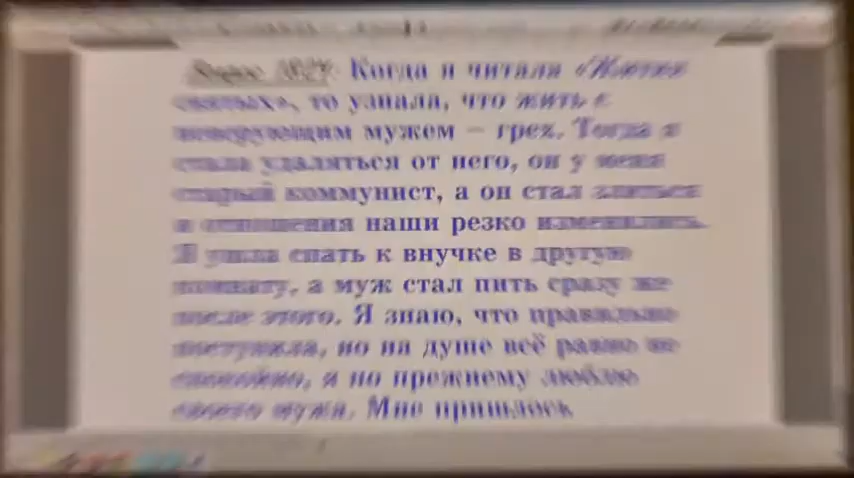 Когда я читала «Жития
святых», то узнала, что жить с
неверующим мужем – грех. Тогда я
стала удаляться от него, он у меня
старый коммунист, а он стал злиться
и отношения наши резко изменились.
Я ушла спать к внучке в другую
комнату, а муж стал пить сразу же
после этого. Я знаю, что правильно
поступила, но на душе всё равно не
спокойно, я по прежнему люблю
своего мужа. Мне пришлось